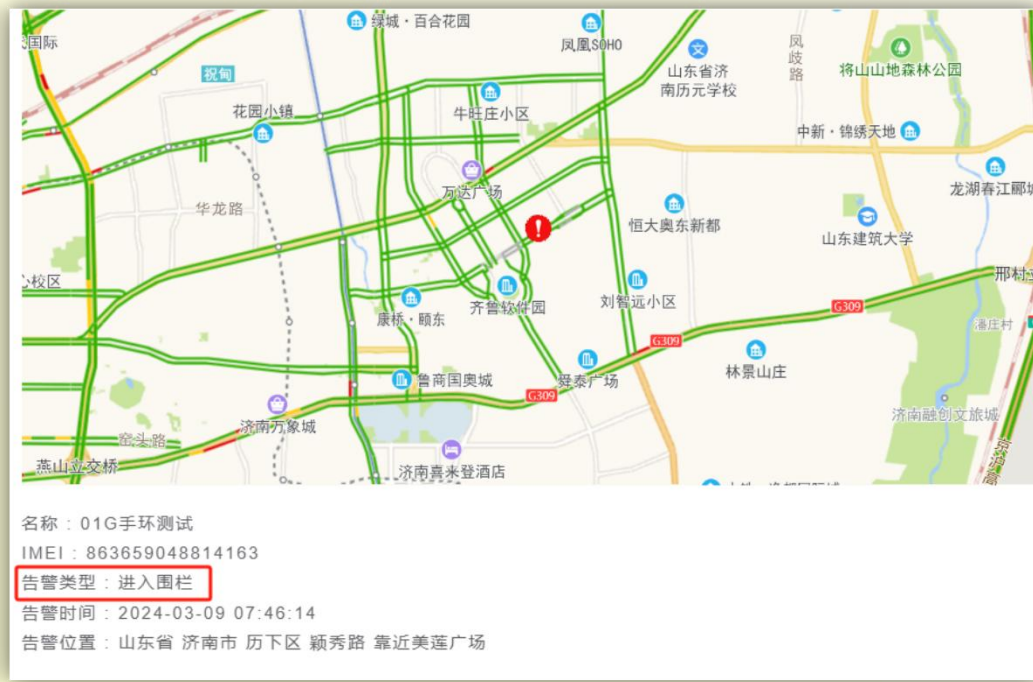 绿城·百合花园
国际
凤凰SOHO
凤歧路
山东省济
南历元学校
将山山地森林公园
祝甸
花园小镇
牛旺庄小区
中新·锦绣天地
万达广场
龙湖春江郦城
华龙路
恒大奥东新都
山东建筑大学
心校区
齐鲁软件园
刘智远小区
邢村立
康桥·颐东
G309
潘庄村
G309
林景山庄
鲁商国奥城
舜泰广场
G309
济南融创文旅城
济南万象城
窑头路
京沪高
燕山立交桥
济南喜来登酒店
名称：01G手环测试
IMEI：863659048814163
告警类型：进入围栏
告警时间：2024-03-09 07:46:14
告警位置：山东省 济南市 历下区 颖秀路 靠近美莲广场